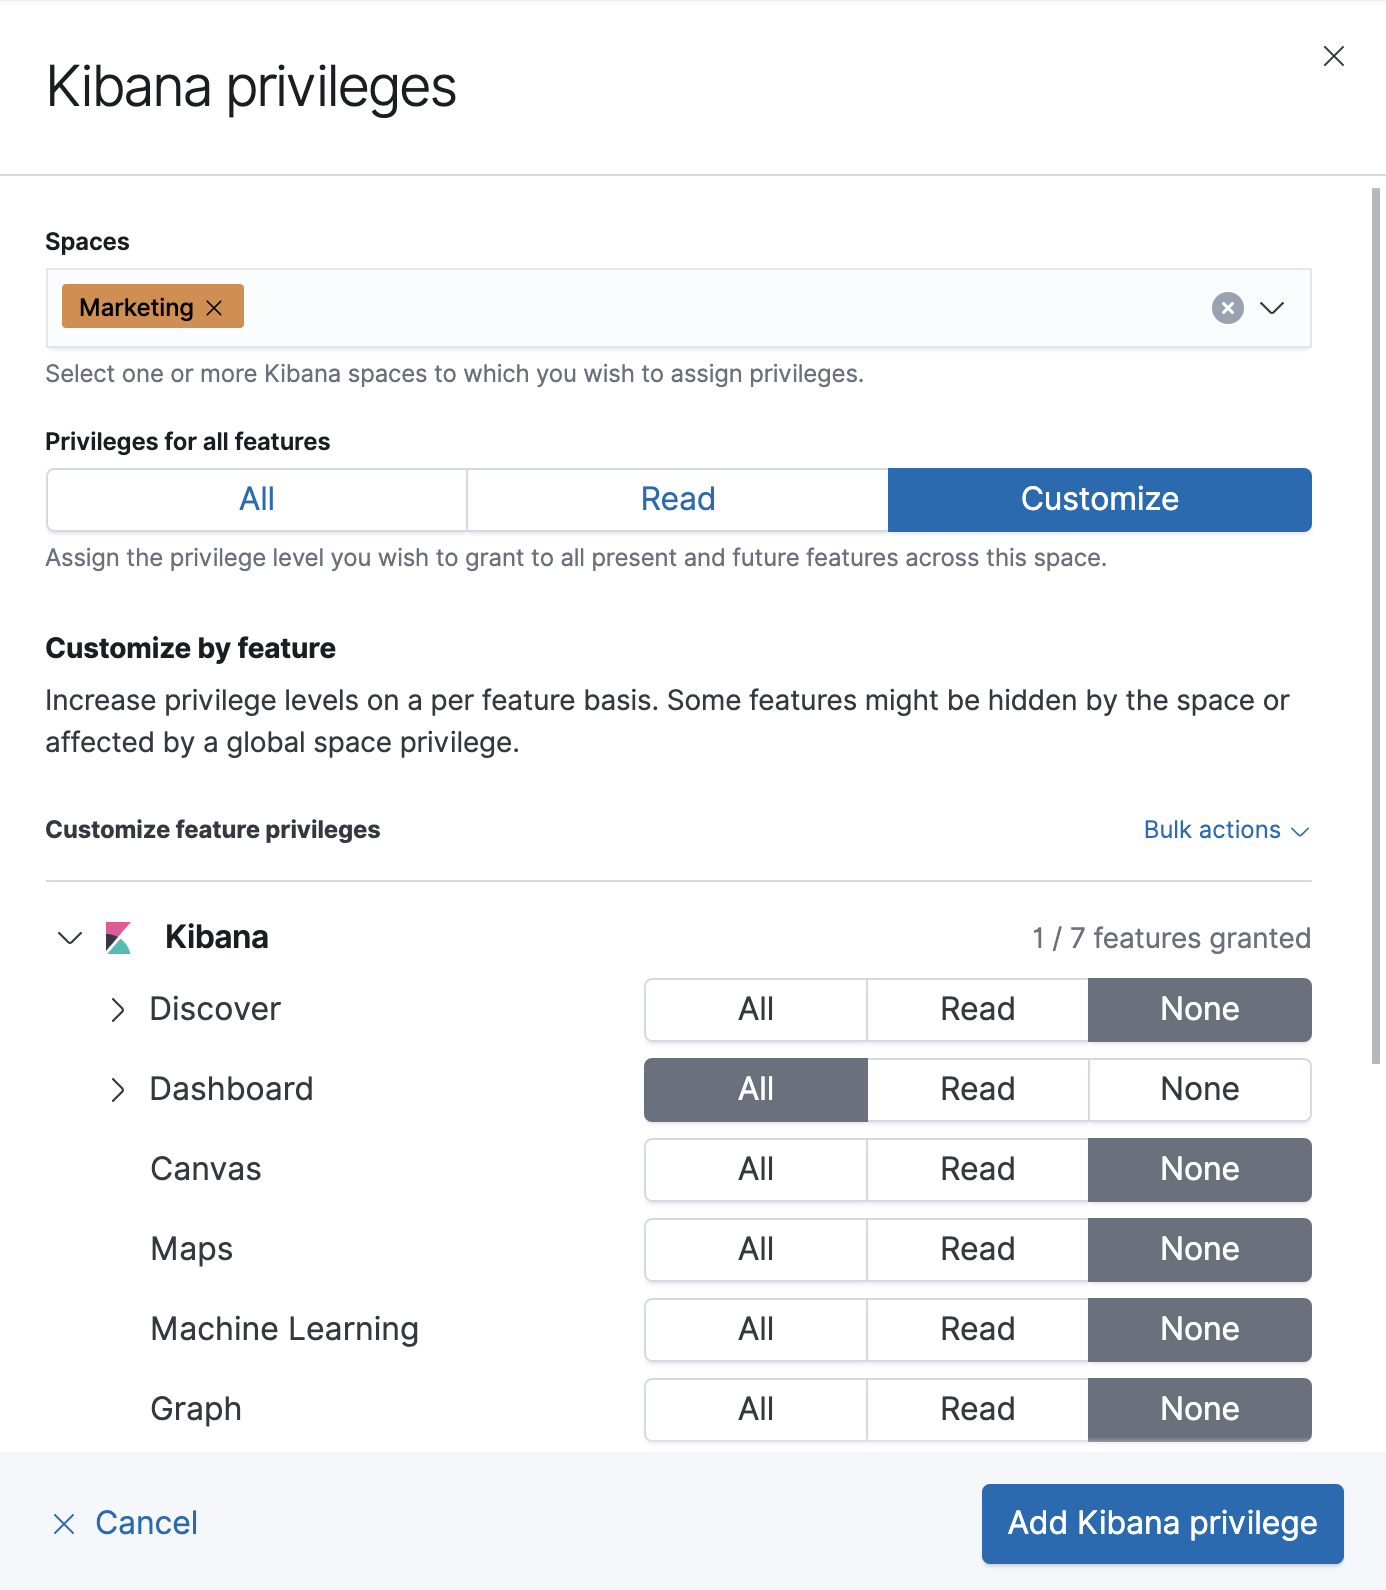 Kibana privileges
Spaces
Marketing
Select one or more Kibana spaces to which you wish to assign privileges.
Privileges for all features
All Read Customize
Assign the privilege level you wish to grant to all present and future features across this space.
Customize by feature
Increase privilege levels on a per feature basis. Some features might be hidden by the space or
affected by a global space privilege.
Customize feature privileges Bulk actions
Kibana 1 / 7 features granted
Discover All Read None
Dashboard All Read None
Canvas All Read None
Maps All Read None
Machine Learning All Read None
Graph All Read None
Cancel Add Kibana privilege